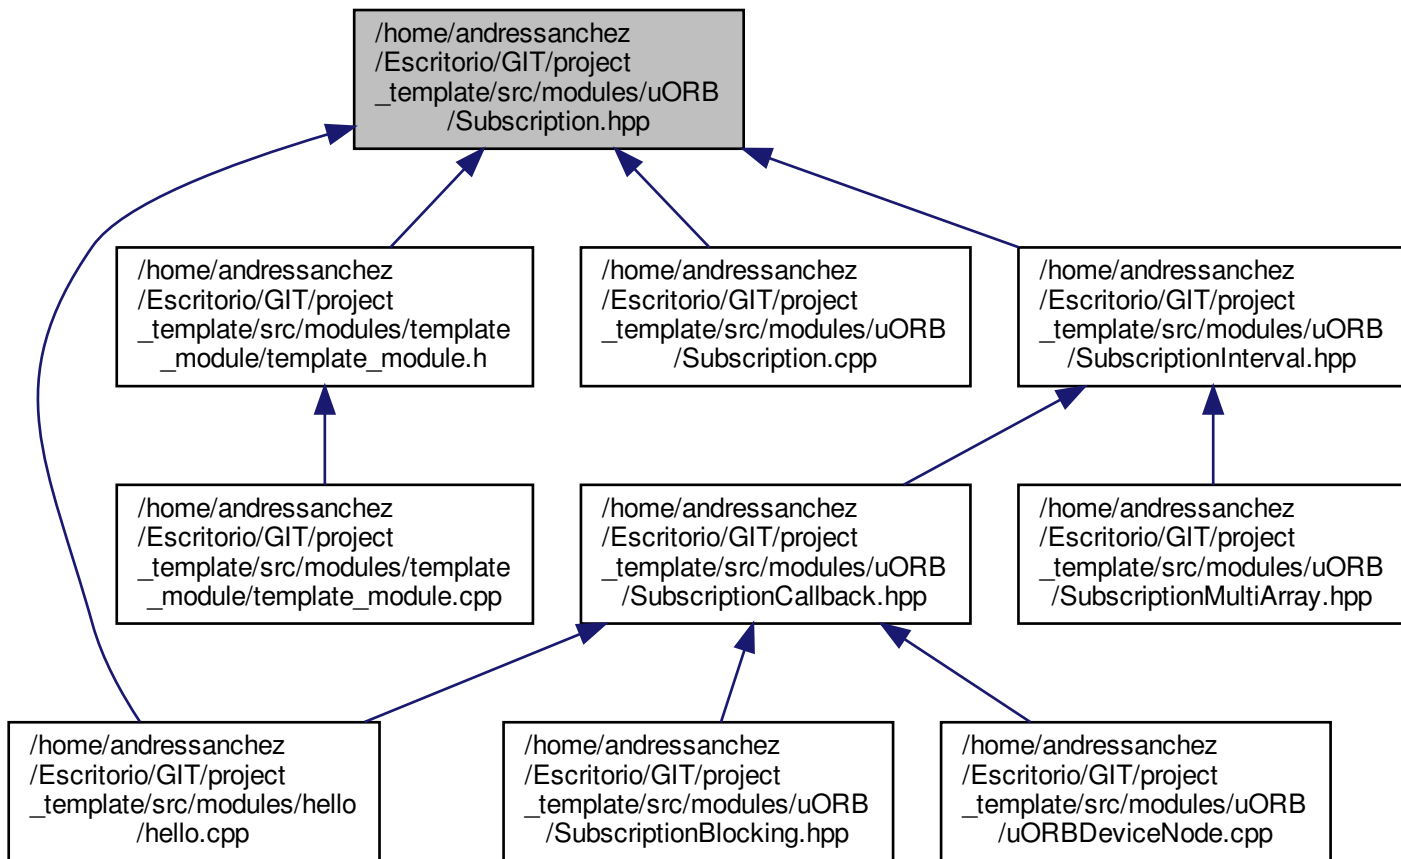 /home/andressanchez
/Escritorio/GIT/project
_template/src/modules/uORB
/Subscription.hpp
/home/andressanchez
/Escritorio/GIT/project
_template/src/modules/template
_module/template_module.h
/home/andressanchez
/Escritorio/GIT/project
_template/src/modules/uORB
/Subscription.cpp
/home/andressanchez
/Escritorio/GIT/project
_template/src/modules/uORB
/SubscriptionInterval.hpp
/home/andressanchez
/Escritorio/GIT/project
_template/src/modules/template
_module/template_module.cpp
/home/andressanchez
/Escritorio/GIT/project
_template/src/modules/uORB
/SubscriptionCallback.hpp
/home/andressanchez
/Escritorio/GIT/project
_template/src/modules/uORB
/SubscriptionMultiArray.hpp
/home/andressanchez
/Escritorio/GIT/project
_template/src/modules/hello
/hello.cpp
/home/andressanchez
/Escritorio/GIT/project
_template/src/modules/uORB
/SubscriptionBlocking.hpp
/home/andressanchez
/Escritorio/GIT/project
_template/src/modules/uORB
/uORBDeviceNode.cpp